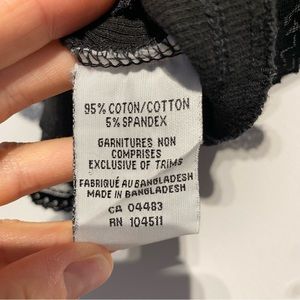 95% COTON/COTTON
5% SPANDEX
GARNITURES NON
COMPRISES
EXCLUSIVE OF TRIMS
FABRIQUÉ AU BANGLADESH
MADE IN BANGLADESH
CA 04483
RN 104511